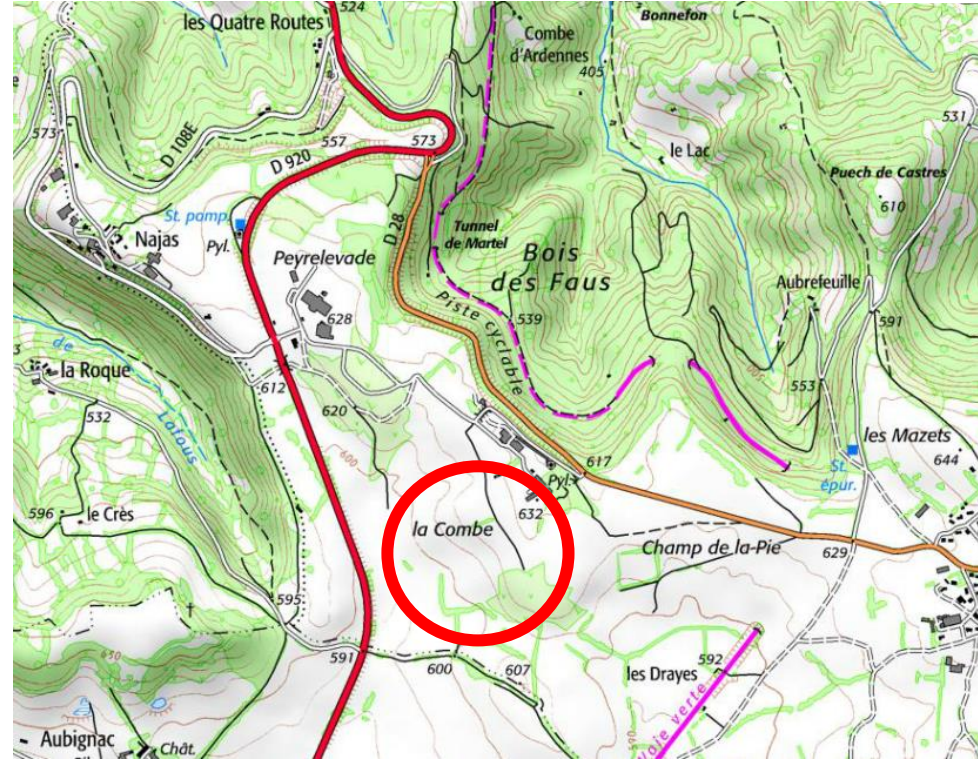 524
les Quatre Routes
Bonnefon
Combe
d'Ardennes
405
573
531
D 108E
557
573
le Lac
D 920
Puech de Castres
610
St. pomp.
Tunnel
de Martel
D 28
Najas
Pyl.
Peyrelevade
Bois
des Faus
Aubrefeuille
628
Piste cyclable
539
591
de
Latous
la Roque
612
553
532
620
les Mazets
600
617
644
Pyl.
St.
épur.
596
le Crès
632
la Combe
Champ de la-Pie
629
595
591
600
607
les Drayes
592
630
Voie verte
590
Aubignac
Chât.